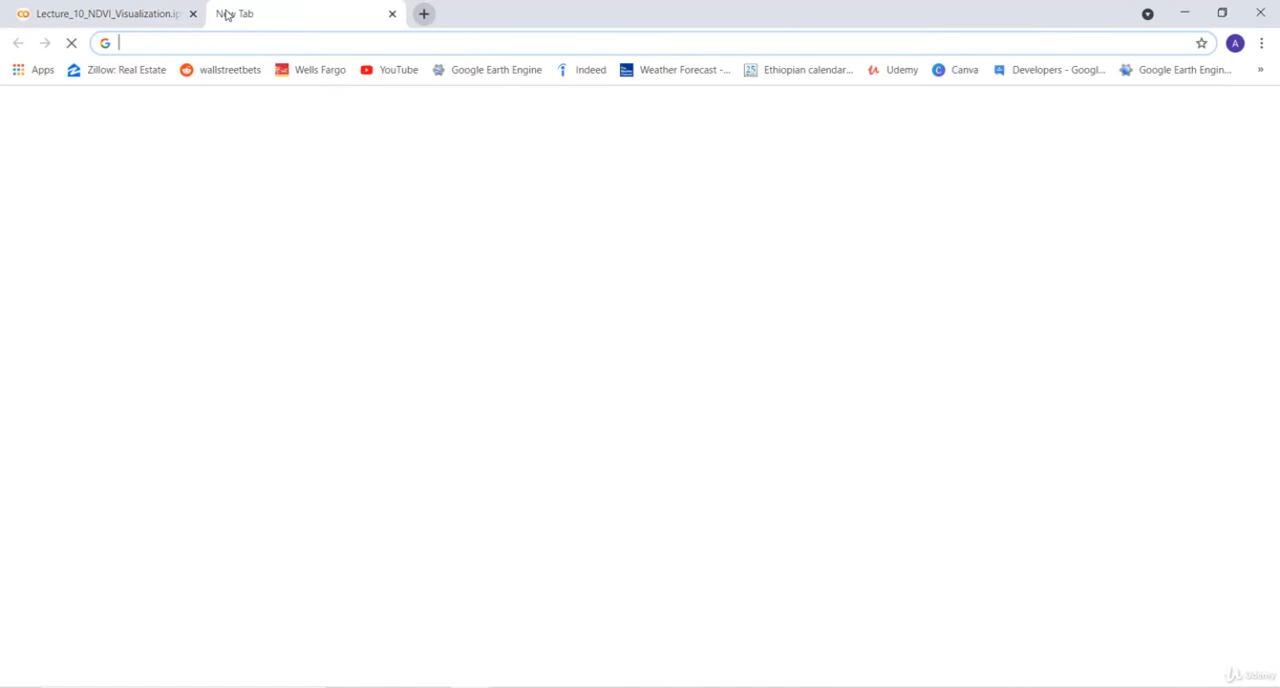 Lecture_10_NDVI_Visualization.ip
New Tab
A
Apps Zillow: Real Estate wallstreetbets Wells Fargo YouTube Google Earth Engine Indeed Weather Forecast -... Ethiopian calendar... Udemy Canva Developers - Googl... Google Earth Engin... »
Udemy